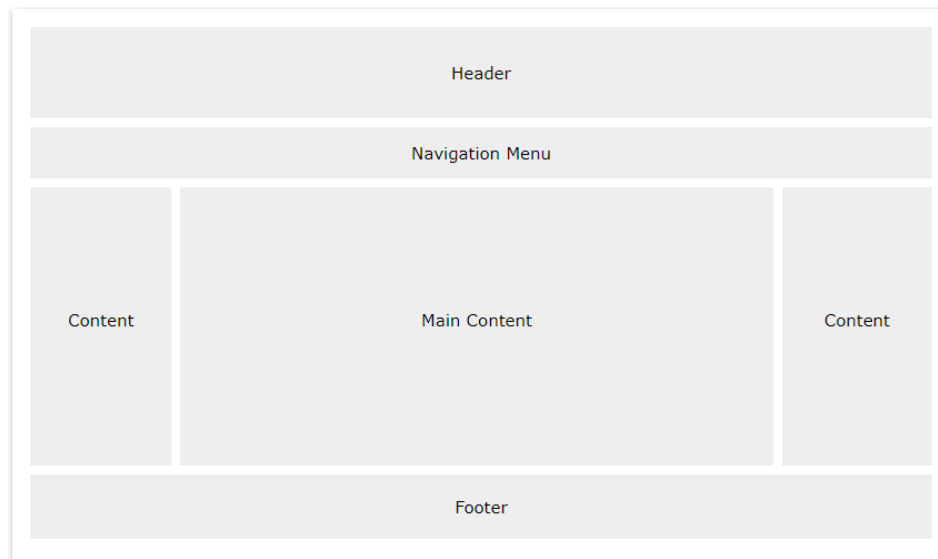 Header
Navigation Menu
Content
Main Content
Content
Footer